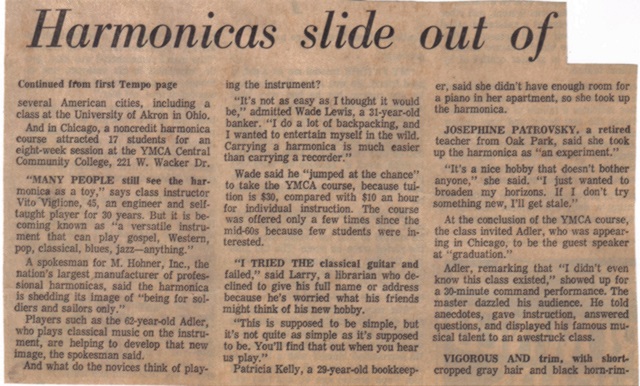 Harmonicas slide out of
Continued from first Tempo page
several American cities, including a
class at the University of Akron in Ohio.
And in Chicago, a noncredit harmonica
course attracted 17 students for an
eight-week session at the YMCA Central
Community College, 221 W. Wacker Dr.
"MANY PEOPLE still see the har-
monica as a toy," says class instructor
Vito Viglione, 45, an engineer and self-
taught player for 30 years. But it is be-
coming known as "a versatile instru-
ment that can play gospel, Western,
pop, classical, blues, jazz—anything."
A spokesman for M. Hohner, Inc., the
nation's largest manufacturer of profes-
sional harmonicas, said the harmonica
is shedding its image of "being for sol-
diers and sailors only."
Players such as the 62-year-old Adler,
who plays classical music on the instru-
ment, are helping to develop that new
image, the spokesman said.
And what do the novices think of play-
ing the instrument?
"It's not as easy as I thought it would
be," admitted Wade Lewis, a 31-year-old
banker. "I do a lot of backpacking, and
I wanted to entertain myself in the wild.
Carrying a harmonica is much easier
than carrying a recorder."
Wade said he "jumped at the chance"
to take the YMCA course, because tui-
tion is $30, compared with $10 an hour
for individual instruction. The course
was offered only a few times since the
mid-60s because few students were in-
terested.
"I TRIED THE classical guitar and
failed," said Larry, a librarian who de-
clined to give his full name or address
because he's worried what his friends
might think of his new hobby.
"This is supposed to be simple, but
it's not quite as simple as it's supposed
to be. You'll find that out when you hear
us play."
Patricia Kelly, a 29-year-old bookkeep-
er, said she didn't have enough room for
a piano in her apartment, so she took up
the harmonica.
JOSEPHINE PATROVSKY, a retired
teacher from Oak Park, said she took
up the harmonica as "an experiment."
"It's a nice hobby that doesn't bother
anyone," she said. "I just wanted to
broaden my horizons. If I don't try
something new, I'll get stale."
At the conclusion of the YMCA course,
the class invited Adler, who was appear-
ing in Chicago, to be the guest speaker
at "graduation."
Adler, remarking that "I didn't even
know this class existed," showed up for
a 30-minute command performance. The
master dazzled his audience. He told
anecdotes, gave instruction, answered
questions, and displayed his famous mu-
sical talent to an awestruck class.
VIGOROUS AND trim, with short-
cropped gray hair and black horn-rim-